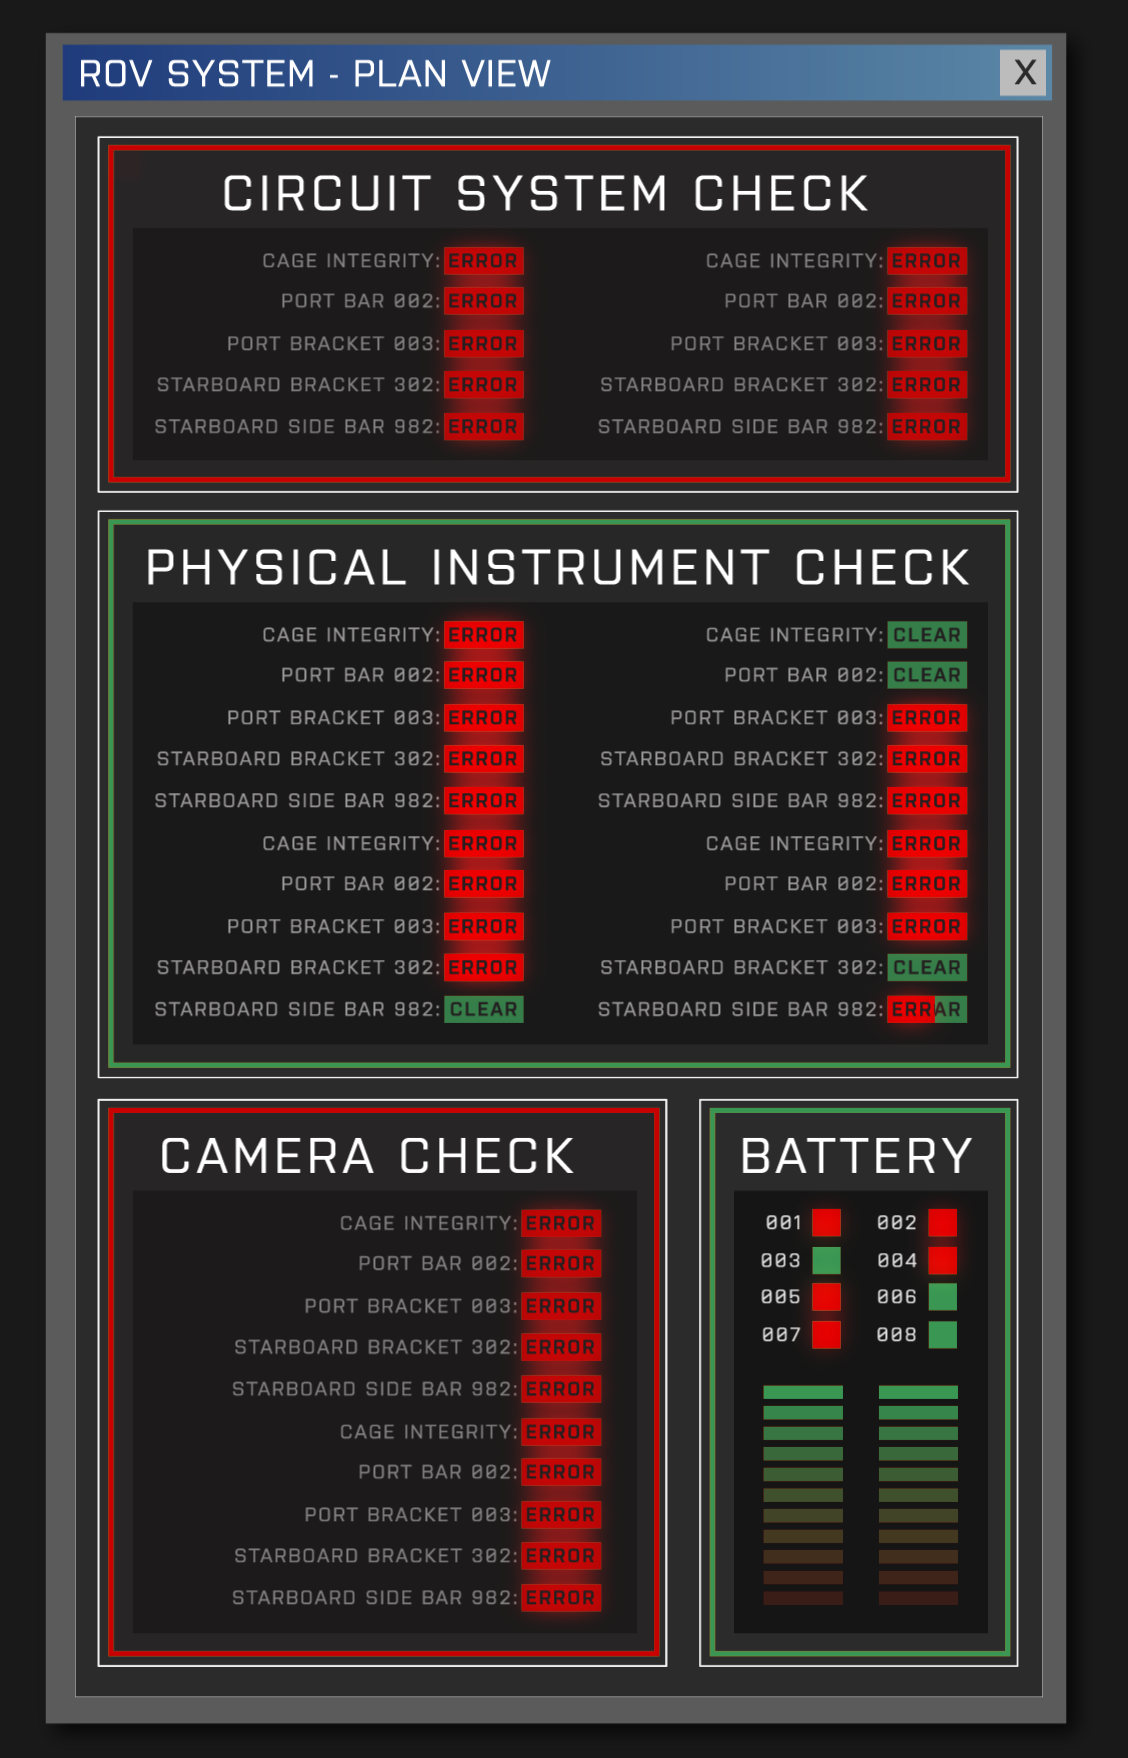 ROV SYSTEM - PLAN VIEW X
CIRCUIT SYSTEM CHECK
CAGE INTEGRITY: ERROR CAGE INTEGRITY: ERROR
PORT BAR 002: ERROR PORT BAR 002: ERROR
PORT BRACKET 003: ERROR PORT BRACKET 003: ERROR
STARBOARD BRACKET 302: ERROR STARBOARD BRACKET 302: ERROR
STARBOARD SIDE BAR 982: ERROR STARBOARD SIDE BAR 982: ERROR
PHYSICAL INSTRUMENT CHECK
CAGE INTEGRITY: ERROR CAGE INTEGRITY: CLEAR
PORT BAR 002: ERROR PORT BAR 002: CLEAR
PORT BRACKET 003: ERROR PORT BRACKET 003: ERROR
STARBOARD BRACKET 302: ERROR STARBOARD BRACKET 302: ERROR
STARBOARD SIDE BAR 982: ERROR STARBOARD SIDE BAR 982: ERROR
CAGE INTEGRITY: ERROR CAGE INTEGRITY: ERROR
PORT BAR 002: ERROR PORT BAR 002: ERROR
PORT BRACKET 003: ERROR PORT BRACKET 003: ERROR
STARBOARD BRACKET 302: ERROR STARBOARD BRACKET 302: CLEAR
STARBOARD SIDE BAR 982: CLEAR STARBOARD SIDE BAR 982: ERRAR
CAMERA CHECK
CAGE INTEGRITY: ERROR
PORT BAR 002: ERROR
PORT BRACKET 003: ERROR
STARBOARD BRACKET 302: ERROR
STARBOARD SIDE BAR 982: ERROR
CAGE INTEGRITY: ERROR
PORT BAR 002: ERROR
PORT BRACKET 003: ERROR
STARBOARD BRACKET 302: ERROR
STARBOARD SIDE BAR 982: ERROR
BATTERY
001 002
003 004
005 006
007 008